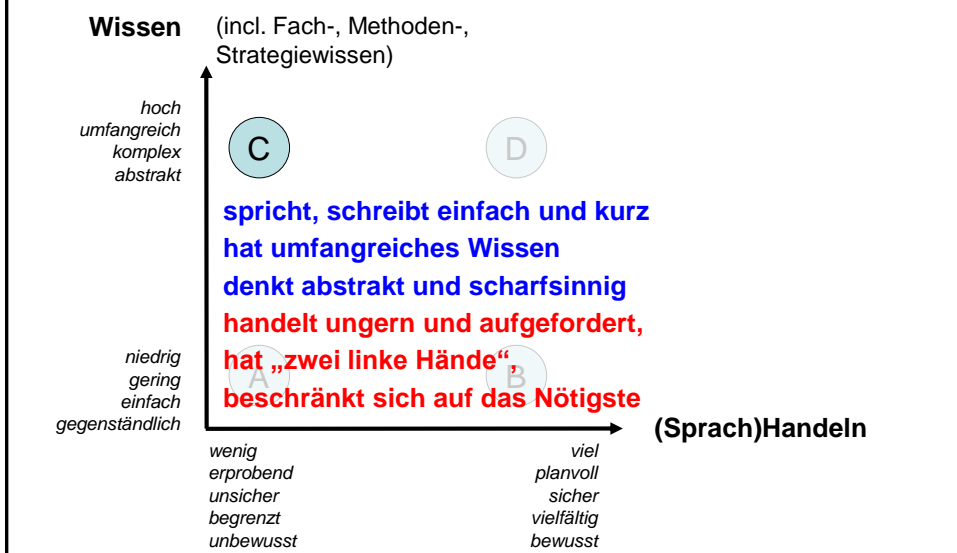 Wissen (incl. Fach-, Methoden-,
Strategiewissen)
hoch
umfangreich
komplex
abstrakt
C
D
spricht, schreibt einfach und kurz
hat umfangreiches Wissen
denkt abstrakt und scharfsinnig
handelt ungern und aufgefordert,
hat „zwei linke Hände“,
beschränkt sich auf das Nötigste
niedrig
gering
einfach
gegenständlich
A
B
(Sprach)Handeln
wenig
erprobend
unsicher
begrenzt
unbewusst
viel
planvoll
sicher
vielfältig
bewusst